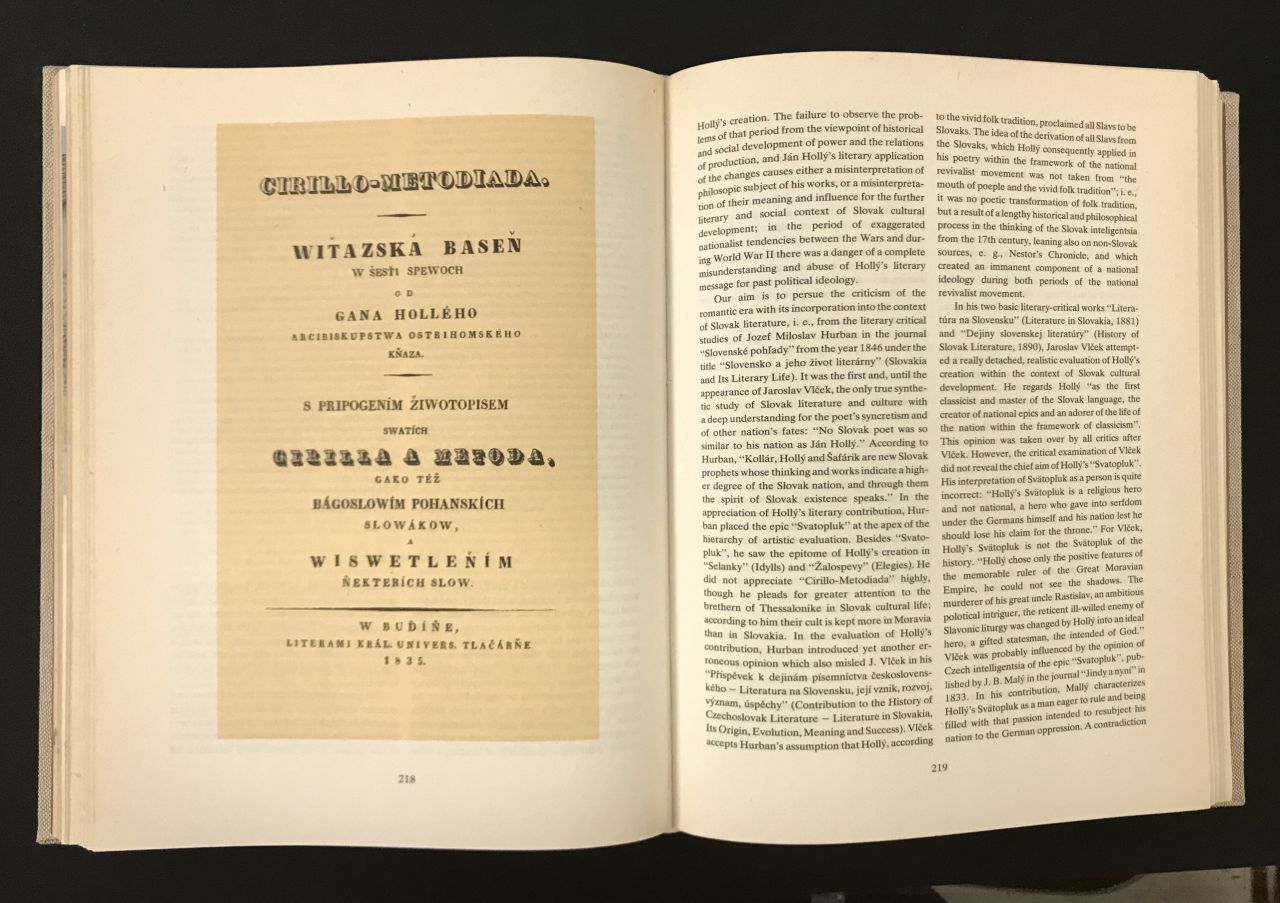 CIRILLO-METODIADA.
WIŤAZSKÁ BASEŇ
W ŠESŤI SPEWOCH
OD
GANA HOLLÉHO
ARCIBISKUPSTWA OSTRIHOMSKÉHO
KŇAZA.
S PRIPOGENÍM ŽIWOTOPISEM
SWATÍCH
CIRILLA A METODA,
GAKO TÉŽ
BÁGOSLOWÍM POHANSKÍCH
SLOWÁKOW,
A
WISWETLEŇÍM
ŇEKTERÍCH SLOW.
W BUĎÍŇE,
LITERAMI KRÁL. UNIVERS. TLAČÁRŇE
1835.
218
Hollý's creation. The failure to observe the prob-
lems of that period from the viewpoint of historical
and social development of power and the relations
of production, and Ján Hollý's literary application
of the changes causes either a misinterpretation of
philosopic subject of his works, or a misinterpreta-
tion of their meaning and influence for the further
literary and social context of Slovak cultural
development; in the period of exaggerated
nationalist tendencies between the Wars and dur-
ing World War II there was a danger of a complete
misunderstanding and abuse of Hollý's literary
message for past political ideology.
Our aim is to persue the criticism of the
romantic era with its incorporation into the context
of Slovak literature, i. e., from the literary critical
studies of Jozef Miloslav Hurban in the journal
“Slovenské pohľady” from the year 1846 under the
title “Slovensko a jeho život literárny” (Slovakia
and Its Literary Life). It was the first and, until the
appearance of Jaroslav Vlček, the only true synthe-
tic study of Slovak literature and culture with
a deep understanding for the poet's syncretism and
of other nation's fates: “No Slovak poet was so
similar to his nation as Ján Hollý.” According to
Hurban, “Kollár, Hollý and Šafárik are new Slovak
prophets whose thinking and works indicate a high-
er degree of the Slovak nation, and through them
the spirit of Slovak existence speaks.” In the
appreciation of Hollý's literary contribution, Hur-
ban placed the epic “Svatopluk” at the apex of the
hierarchy of artistic evaluation. Besides “Svato-
pluk”, he saw the epitome of Hollý's creation in
“Selanky” (Idylls) and “Žalospevy” (Elegies). He
did not appreciate “Cirillo-Metodiada” highly,
though he pleads for greater attention to the
brethern of Thessalonike in Slovak cultural life;
according to him their cult is kept more in Moravia
than in Slovakia. In the evaluation of Hollý's
contribution, Hurban introduced yet another er-
roneous opinion which also misled J. Vlček in his
“Příspěvek k dejinám písemníctva českosloven-
kého – Literatura na Slovensku, její vznik, rozvoj,
význam, úspěchy” (Contribution to the History of
Czechoslovak Literature – Literature in Slovakia,
Its Origin, Evolution, Meaning and Success). Vlček
accepts Hurban's assumption that Hollý, according
to the vivid folk tradition, proclaimed all Slavs to be
Slovaks. The idea of the derivation of all Slavs from
the Slovaks, which Hollý consequently applied in
his poetry within the framework of the national
revivalist movement was not taken from “the
mouth of poeple and the vivid folk tradition”; i. e.,
it was no poetic transformation of folk tradition,
but a result of a lengthy historical and philosophical
process in the thinking of the Slovak inteligentsia
from the 17th century, leaning also on non-Slovak
sources, e. g., Nestor's Chronicle, and which
created an immanent component of a national
ideology during both periods of the national
revivalist movement.
In his two basic literary-critical works “Litera-
túra na Slovensku” (Literature in Slovakia, 1881)
and “Dejiny slovenskej literatúry” (History of
Slovak Literature, 1890), Jaroslav Vlček attempt-
ed a really detached, realistic evaluation of Hollý's
creation within the context of Slovak cultural
development. He regards Hollý “as the first
classicist and master of the Slovak language, the
creator of national epics and an adorer of the life of
the nation within the framework of classicism”.
This opinion was taken over by all critics after
Vlček. However, the critical examination of Vlček
did not reveal the chief aim of Hollý's “Svatopluk”.
His interpretation of Svätopluk as a person is quite
incorrect: “Hollý's Svätopluk is a religious hero
and not national, a hero who gave into serfdom
under the Germans himself and his nation lest he
should lose his claim for the throne.” For Vlček,
Hollý's Svätopluk is not the Svätopluk of the
history. “Hollý chose only the positive features of
the memorable ruler of the Great Moravian
Empire, he could not see the shadows. The
murderer of his great uncle Rastislav, an ambitious
polotical intriguer, the reticent ill-willed enemy of
Slavonic liturgy was changed by Hollý into an ideal
hero, a gifted statesman, the intended of God.”
Vlček was probably influenced by the opinion of
Czech intelligentsia of the epic “Svatopluk”, pub-
lished by J. B. Malý in the journal “Jindy a nyní” in
1833. In his contribution, Mallý characterizes
Hollý's Svätopluk as a man eager to rule and being
filled with that passion intended to resubject his
nation to the German oppression. A contradiction
219